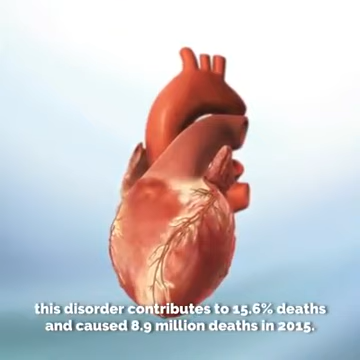 this disorder contributes to 15.6% deaths
and caused 8.9 million deaths in 2015.